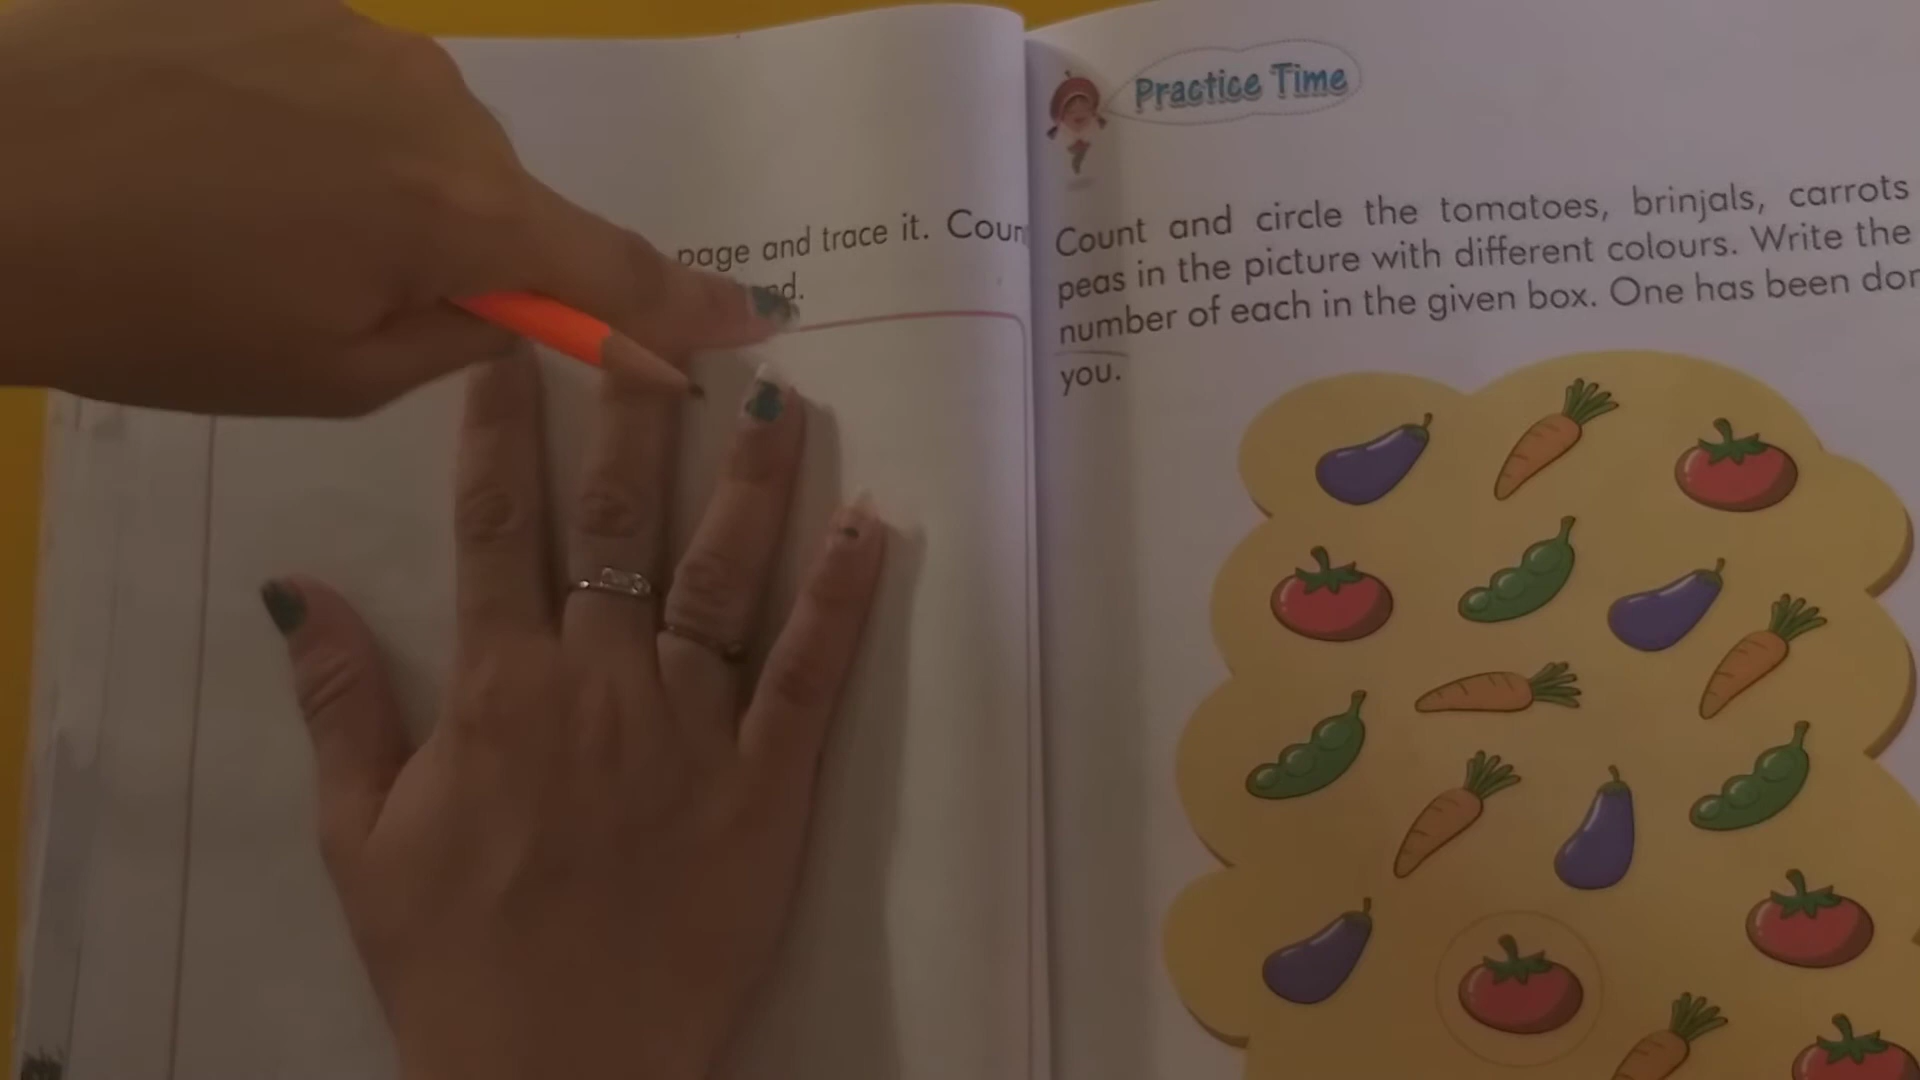 page and trace it. Coun
Practice Time
Count and circle the tomatoes, brinjals, carrots
peas in the picture with different colours. Write the
number of each in the given box. One has been don
you.